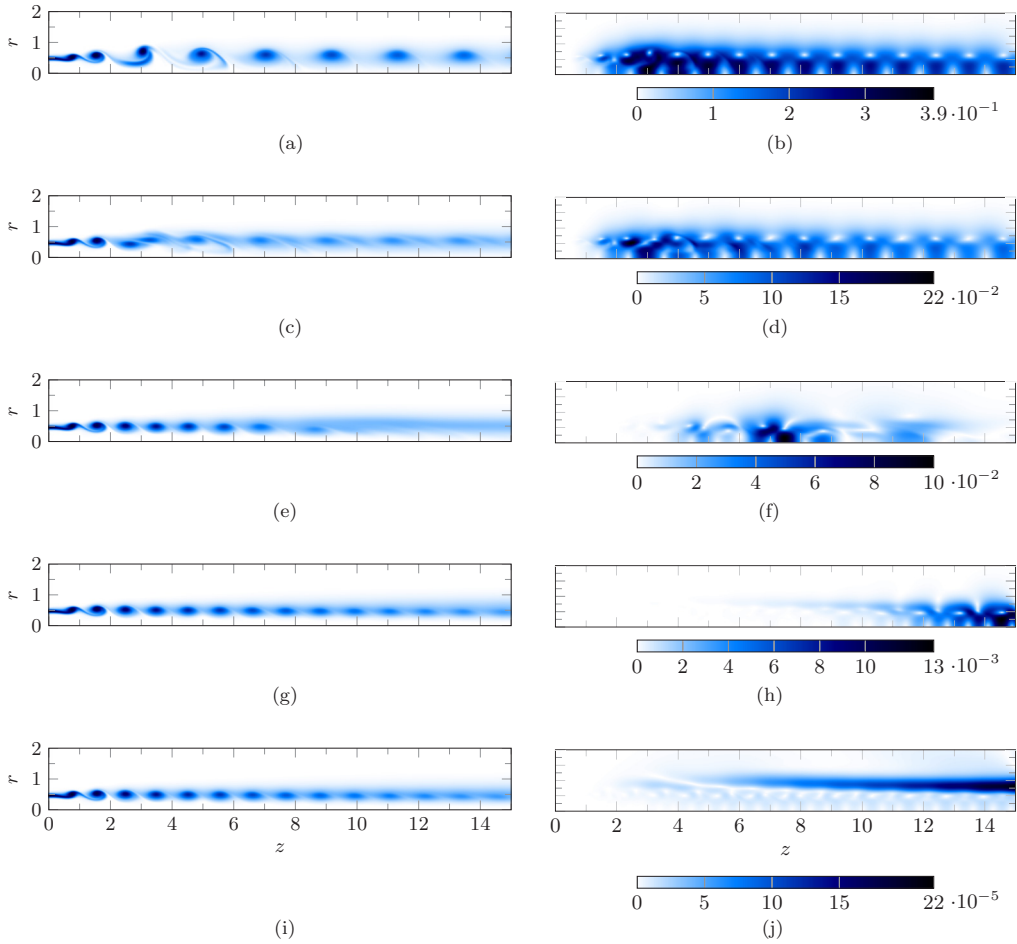 2
1
0
r
0 1 2 3 3.9 ·10⁻¹
(a) (b)
2
1
0
r
0 5 10 15 22 ·10⁻²
(c) (d)
2
1
0
r
0 2 4 6 8 10 ·10⁻²
(e) (f)
2
1
0
r
0 2 4 6 8 10 13 ·10⁻³
(g) (h)
2
1
0
r
0 2 4 6 8 10 12 14
z
0 2 4 6 8 10 12 14
z
0 5 10 15 22 ·10⁻⁵
(i) (j)